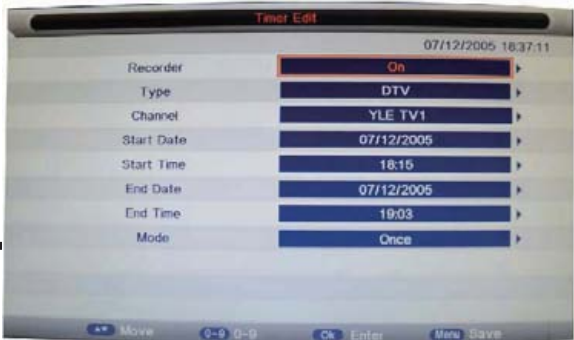 Timer Edit
07/12/2005 18:37:11
Recorder On
Type DTV
Channel YLE TV1
Start Date 07/12/2005
Start Time 18:15
End Date 07/12/2005
End Time 19:03
Mode Once
Move 0~9 0~9 Ok Enter Menu Save